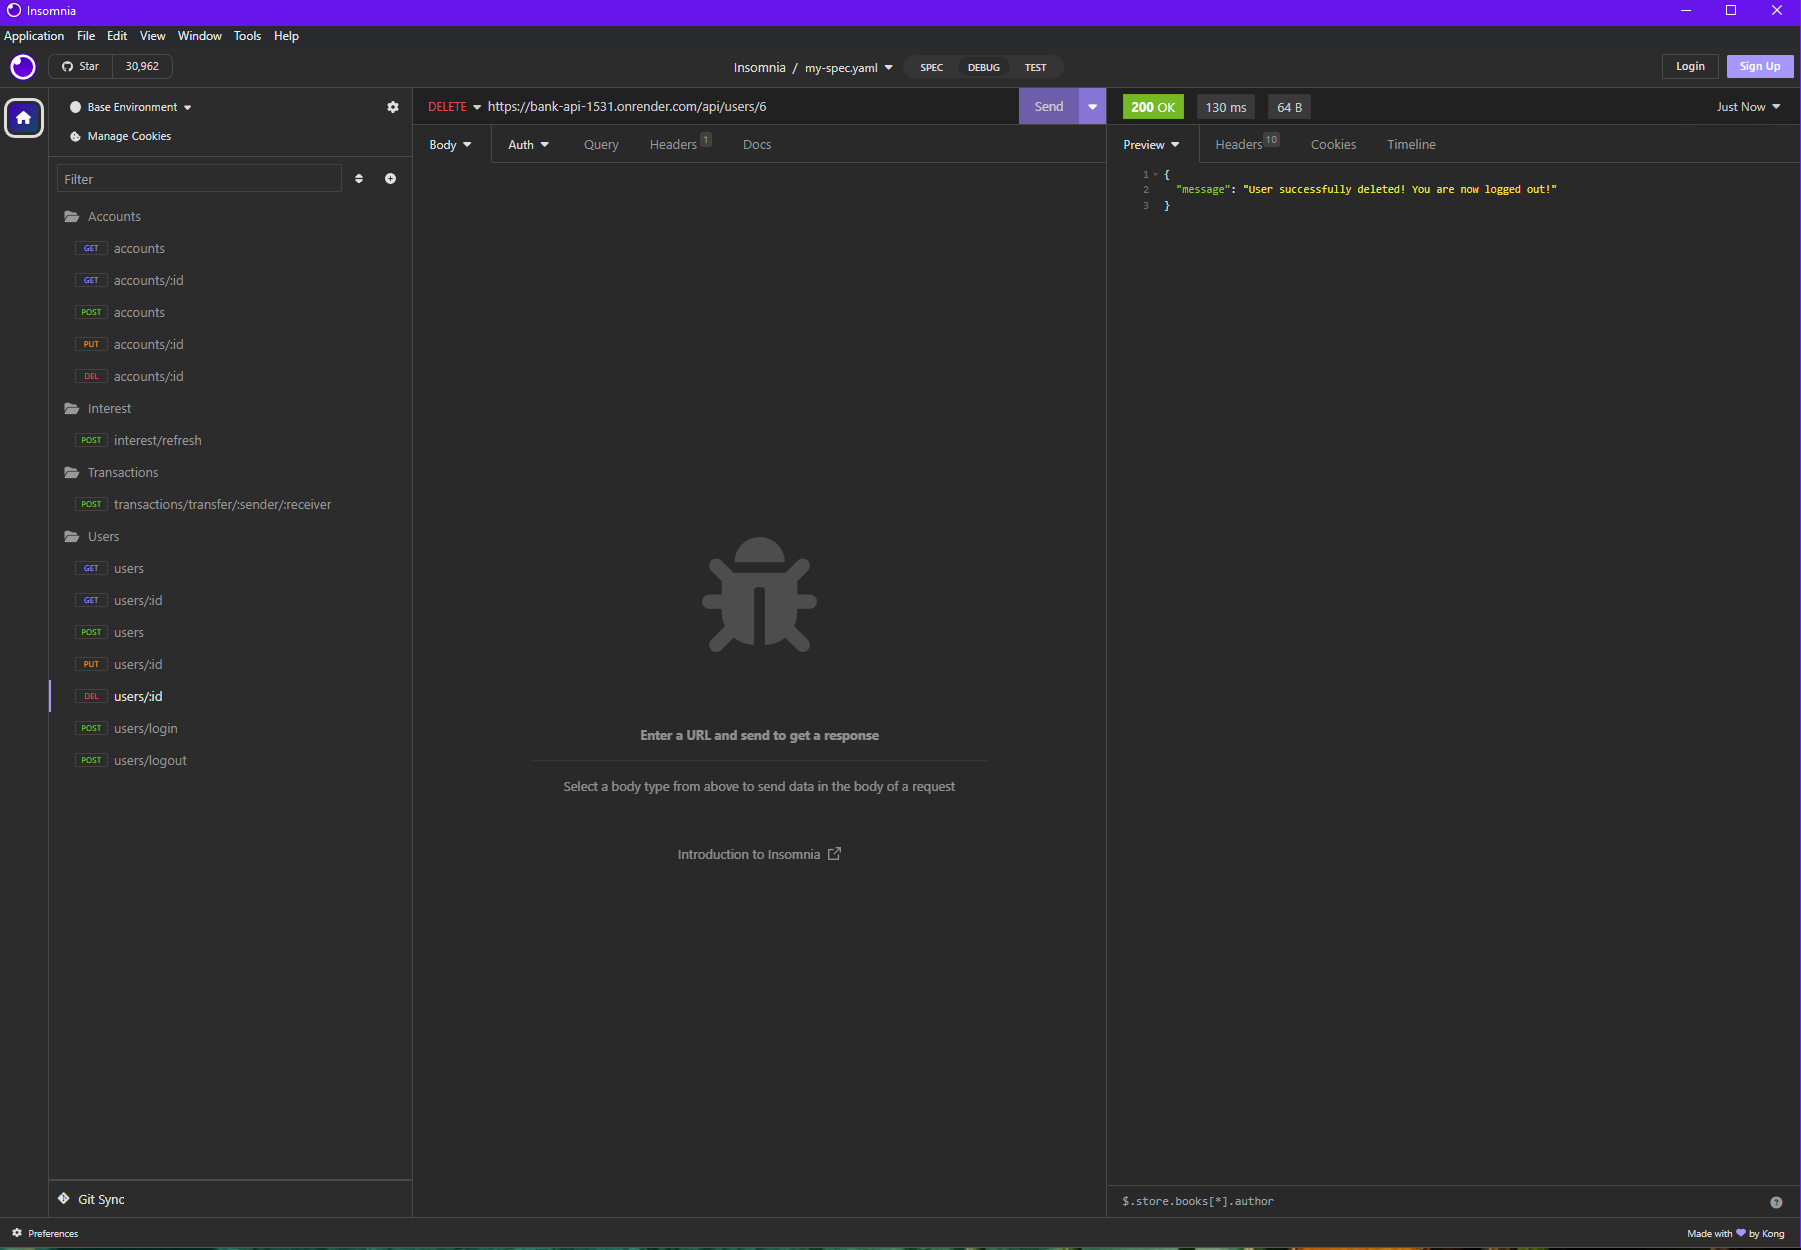 Insomnia
Application File Edit View Window Tools Help
Star 30,962
Insomnia / my-spec.yaml
SPEC DEBUG TEST
Login Sign Up
Base Environment
Manage Cookies
Filter
Accounts
GET accounts
GET accounts/:id
POST accounts
PUT accounts/:id
DEL accounts/:id
Interest
POST interest/refresh
Transactions
POST transactions/transfer/:sender/:receiver
Users
GET users
GET users/:id
POST users
PUT users/:id
DEL users/:id
POST users/login
POST users/logout
Git Sync
Preferences
DELETE https://bank-api-1531.onrender.com/api/users/6 Send
Body Auth Query Headers 1 Docs
Enter a URL and send to get a response
Select a body type from above to send data in the body of a request
Introduction to Insomnia
200 OK 130 ms 64 B Just Now
Preview Headers 10 Cookies Timeline
1 {
2 "message": "User successfully deleted! You are now logged out!"
3 }
$.store.books[*].author
Made with 💜 by Kong